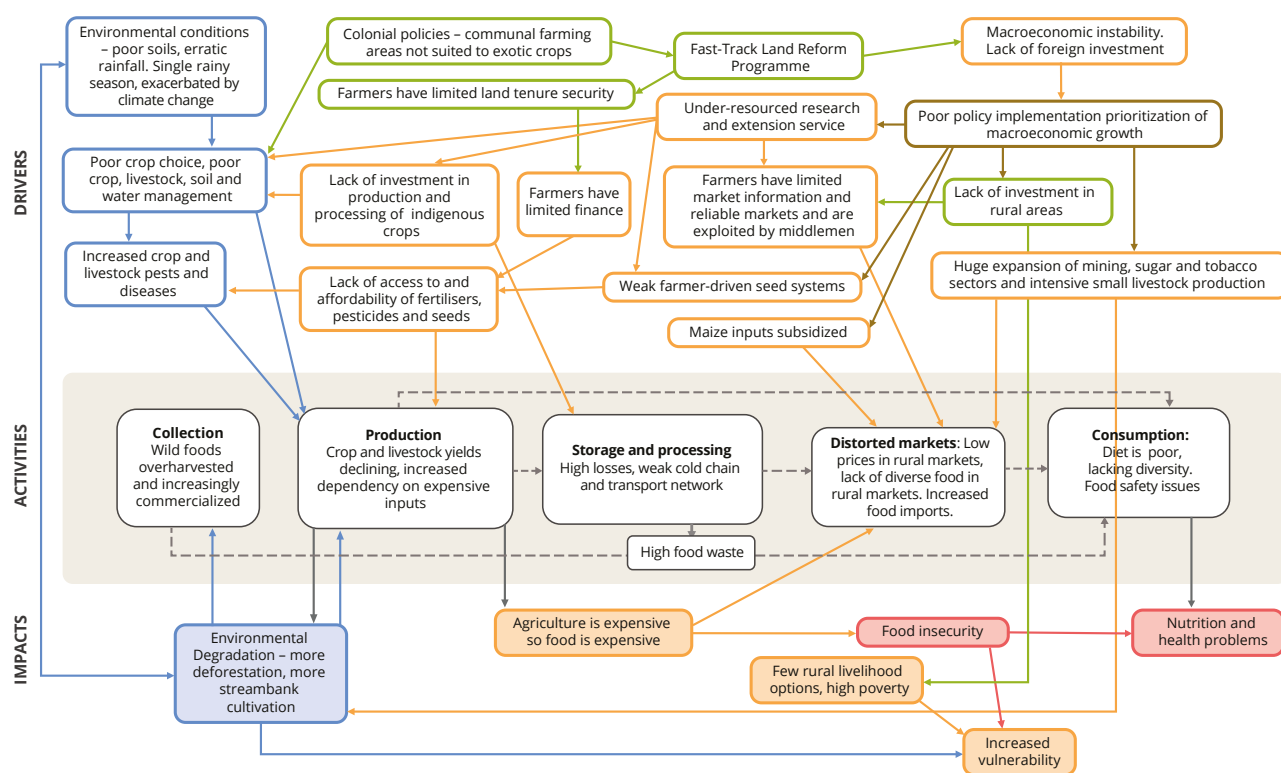 DRIVERS
Environmental conditions
– poor soils, erratic
rainfall. Single rainy
season, exacerbated by
climate change
Colonial policies – communal farming
areas not suited to exotic crops
Fast-Track Land Reform
Programme
Macroeconomic instability.
Lack of foreign investment
Farmers have limited land tenure security
Under-resourced research
and extension service
Poor policy implementation prioritization of
macroeconomic growth
Poor crop choice, poor
crop, livestock, soil and
water management
Lack of investment in
production and
processing of indigenous
crops
Farmers have
limited finance
Farmers have limited
market information and
reliable markets and are
exploited by middlemen
Lack of investment in
rural areas
Increased crop and
livestock pests and
diseases
Lack of access to and
affordability of fertilisers,
pesticides and seeds
Weak farmer-driven seed systems
Huge expansion of mining, sugar and tobacco
sectors and intensive small livestock production
Maize inputs subsidized
ACTIVITIES
Collection
Wild foods
overharvested
and increasingly
commercialized
Production
Crop and livestock yields
declining, increased
dependency on expensive
inputs
Storage and processing
High losses, weak cold chain
and transport network
Distorted markets: Low
prices in rural markets,
lack of diverse food in
rural markets. Increased
food imports.
Consumption:
Diet is poor,
lacking diversity.
Food safety issues
High food waste
IMPACTS
Environmental
Degradation – more
deforestation, more
streambank
cultivation
Agriculture is expensive
so food is expensive
Food insecurity
Nutrition and
health problems
Few rural livelihood
options, high poverty
Increased
vulnerability